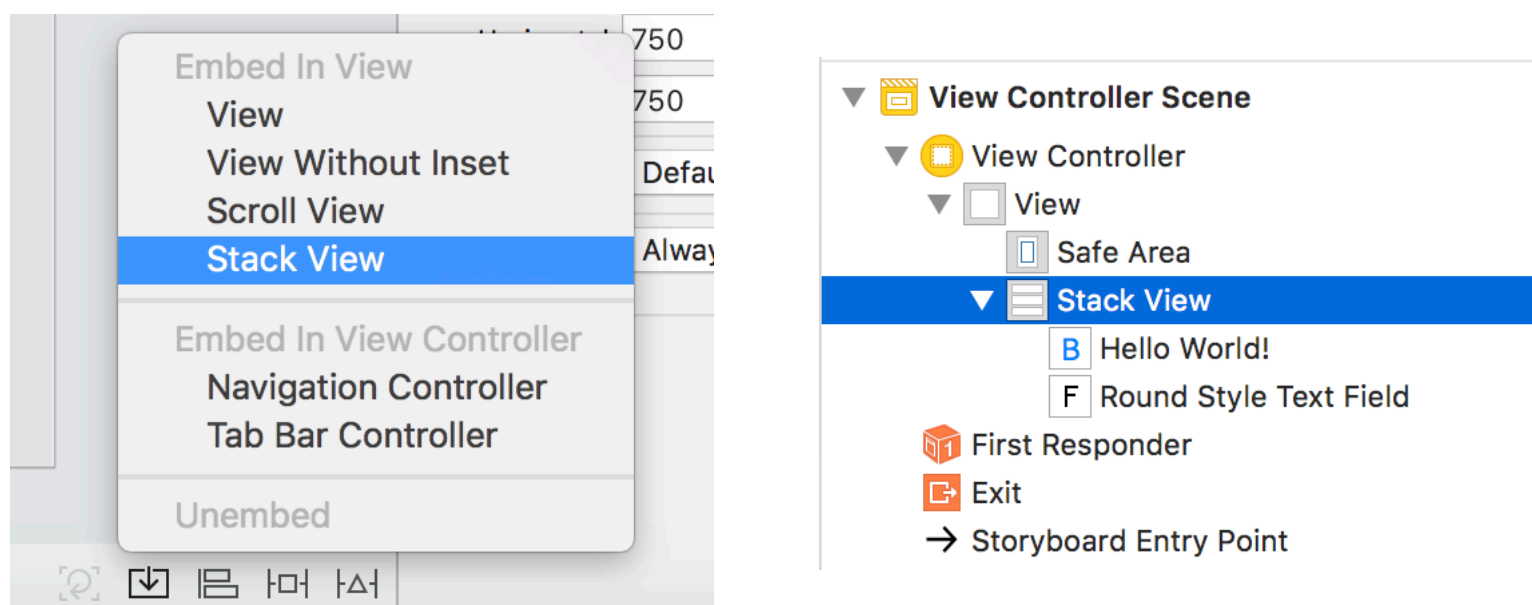 750
Embed In View
750
View
View Without Inset
Scroll View
Stack View
Embed In View Controller
Navigation Controller
Tab Bar Controller
Unembed
View Controller Scene
View Controller
View
Safe Area
Stack View
B Hello World!
F Round Style Text Field
1 First Responder
Exit
Storyboard Entry Point